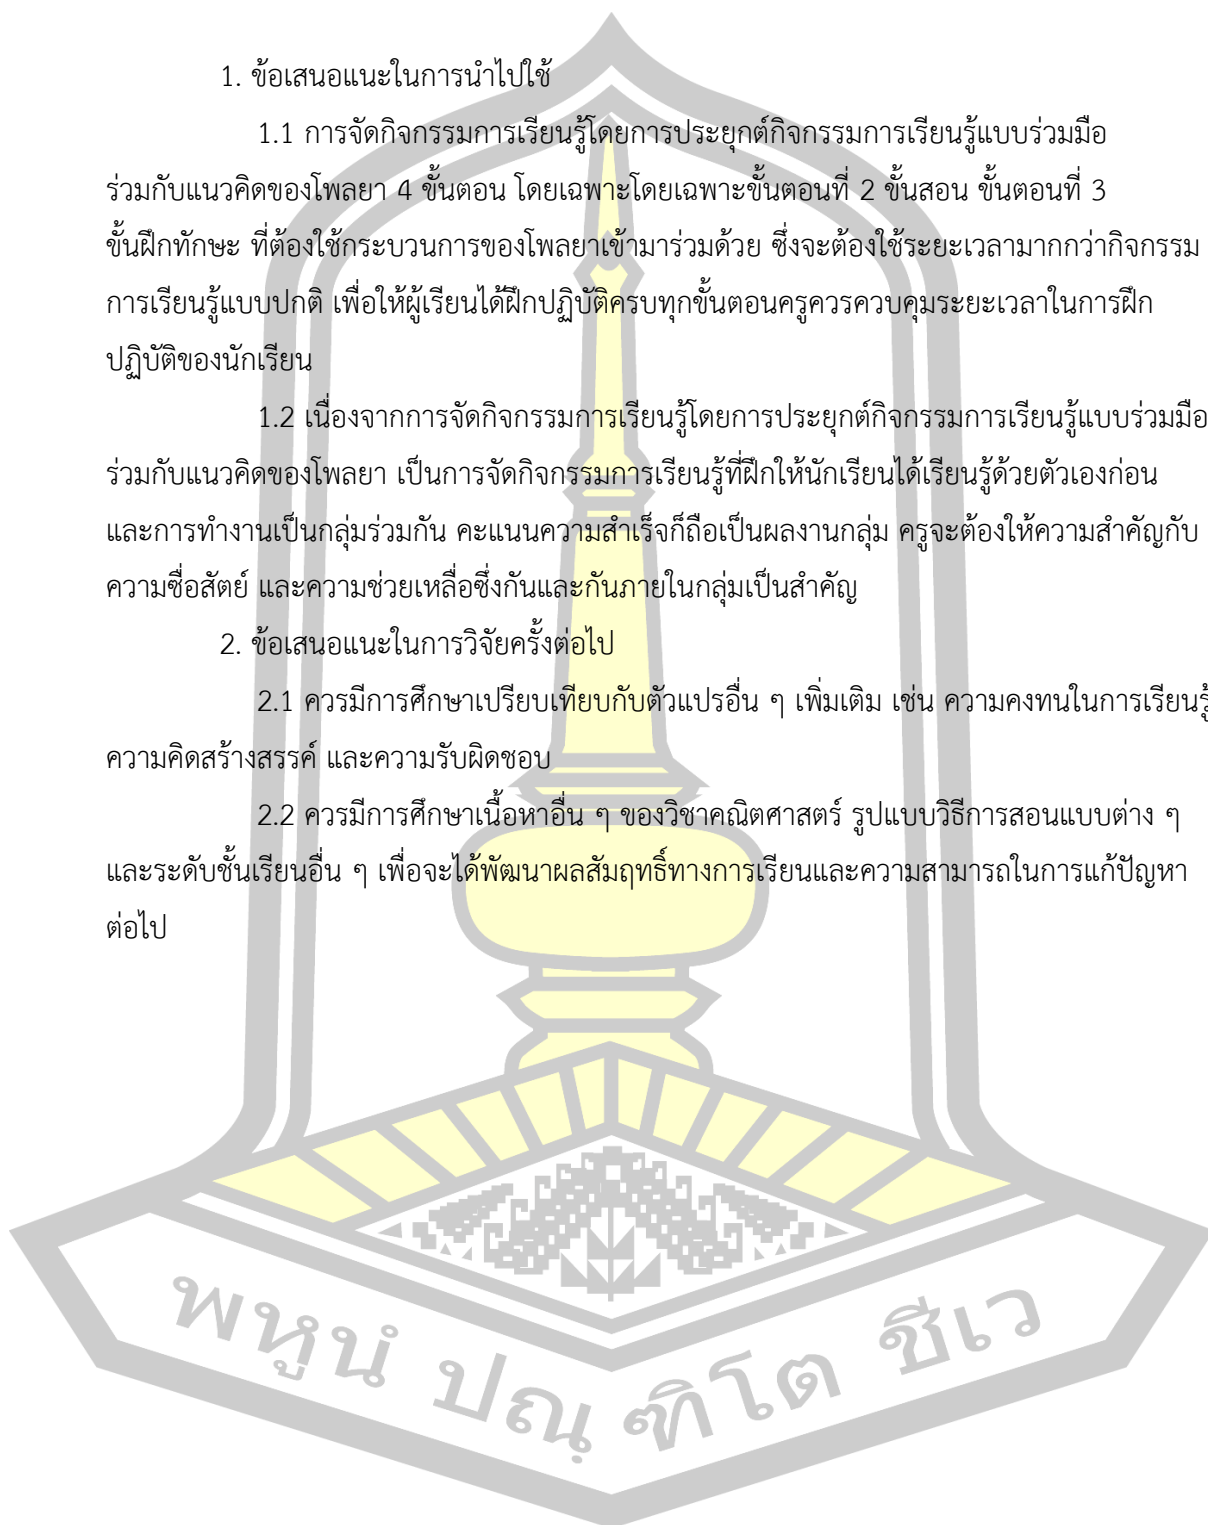 1. ข้อเสนอแนะในการนำไปใช้
1.1 การจัดกิจกรรมการเรียนรู้โดยการประยุกต์กิจกรรมการเรียนรู้แบบร่วมมือ
ร่วมกับแนวคิดของโพลยา 4 ขั้นตอน โดยเฉพาะโดยเฉพาะขั้นตอนที่ 2 ขั้นสอน ขั้นตอนที่ 3
ขั้นฝึกทักษะ ที่ต้องใช้กระบวนการของโพลยาเข้ามาร่วมด้วย ซึ่งจะต้องใช้ระยะเวลามากกว่ากิจกรรม
การเรียนรู้แบบปกติ เพื่อให้ผู้เรียนได้ฝึกปฏิบัติครบทุกขั้นตอนครูควรควบคุมระยะเวลาในการฝึก
ปฏิบัติของนักเรียน
1.2 เนื่องจากการจัดกิจกรรมการเรียนรู้โดยการประยุกต์กิจกรรมการเรียนรู้แบบร่วมมือ
ร่วมกับแนวคิดของโพลยา เป็นการจัดกิจกรรมการเรียนรู้ที่ฝึกให้นักเรียนได้เรียนรู้ด้วยตัวเองก่อน
และการทำงานเป็นกลุ่มร่วมกัน คะแนนความสำเร็จก็ถือเป็นผลงานกลุ่ม ครูจะต้องให้ความสำคัญกับ
ความซื่อสัตย์ และความช่วยเหลื่อซึ่งกันและกันภายในกลุ่มเป็นสำคัญ
2. ข้อเสนอแนะในการวิจัยครั้งต่อไป
2.1 ควรมีการศึกษาเปรียบเทียบกับตัวแปรอื่น ๆ เพิ่มเติม เช่น ความคงทนในการเรียนรู้
ความคิดสร้างสรรค์ และความรับผิดชอบ
2.2 ควรมีการศึกษาเนื้อหาอื่น ๆ ของวิชาคณิตศาสตร์ รูปแบบวิธีการสอนแบบต่าง ๆ
และระดับชั้นเรียนอื่น ๆ เพื่อจะได้พัฒนาผลสัมฤทธิ์ทางการเรียนและความสามารถในการแก้ปัญหา
ต่อไป
พหูนํ ปณฺฑิโต ชีเว